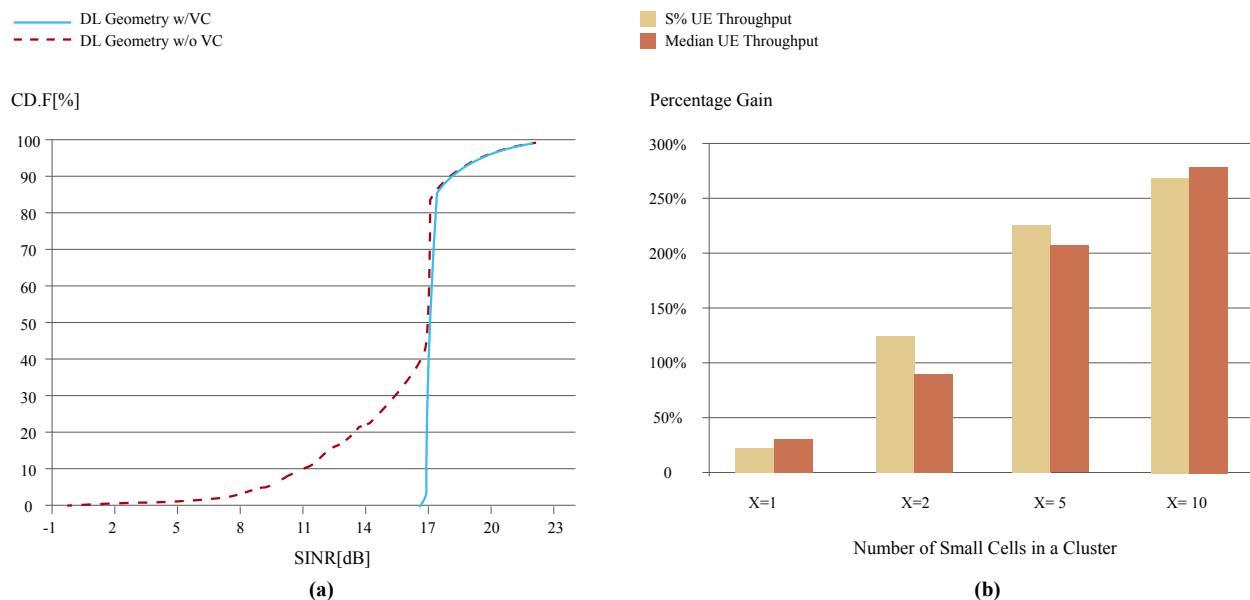 DL Geometry w/VC
DL Geometry w/o VC
CD.F[%]
100
90
80
70
60
50
40
30
20
10
0
-1 2 5 8 11 14 17 20 23
SINR[dB]
(a)
S% UE Throughput
Median UE Throughput
Percentage Gain
300%
250%
200%
150%
100%
50%
0
X=1 X=2 X= 5 X= 10
Number of Small Cells in a Cluster
(b)